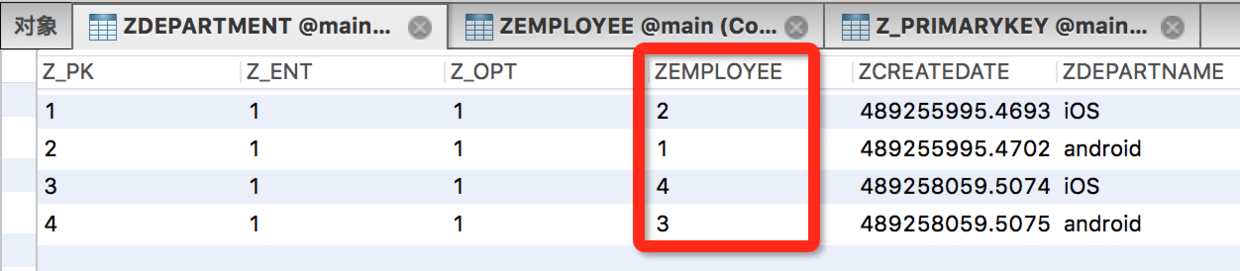 对象 ZDEPARTMENT @main... ZEMPLOYEE @main (Co... Z_PRIMARYKEY @main...
Z_PK Z_ENT Z_OPT ZEMPLOYEE ZCREATEDATE ZDEPARTNAME
1 1 1 2 489255995.4693 iOS
2 1 1 1 489255995.4702 android
3 1 1 4 489258059.5074 iOS
4 1 1 3 489258059.5075 android